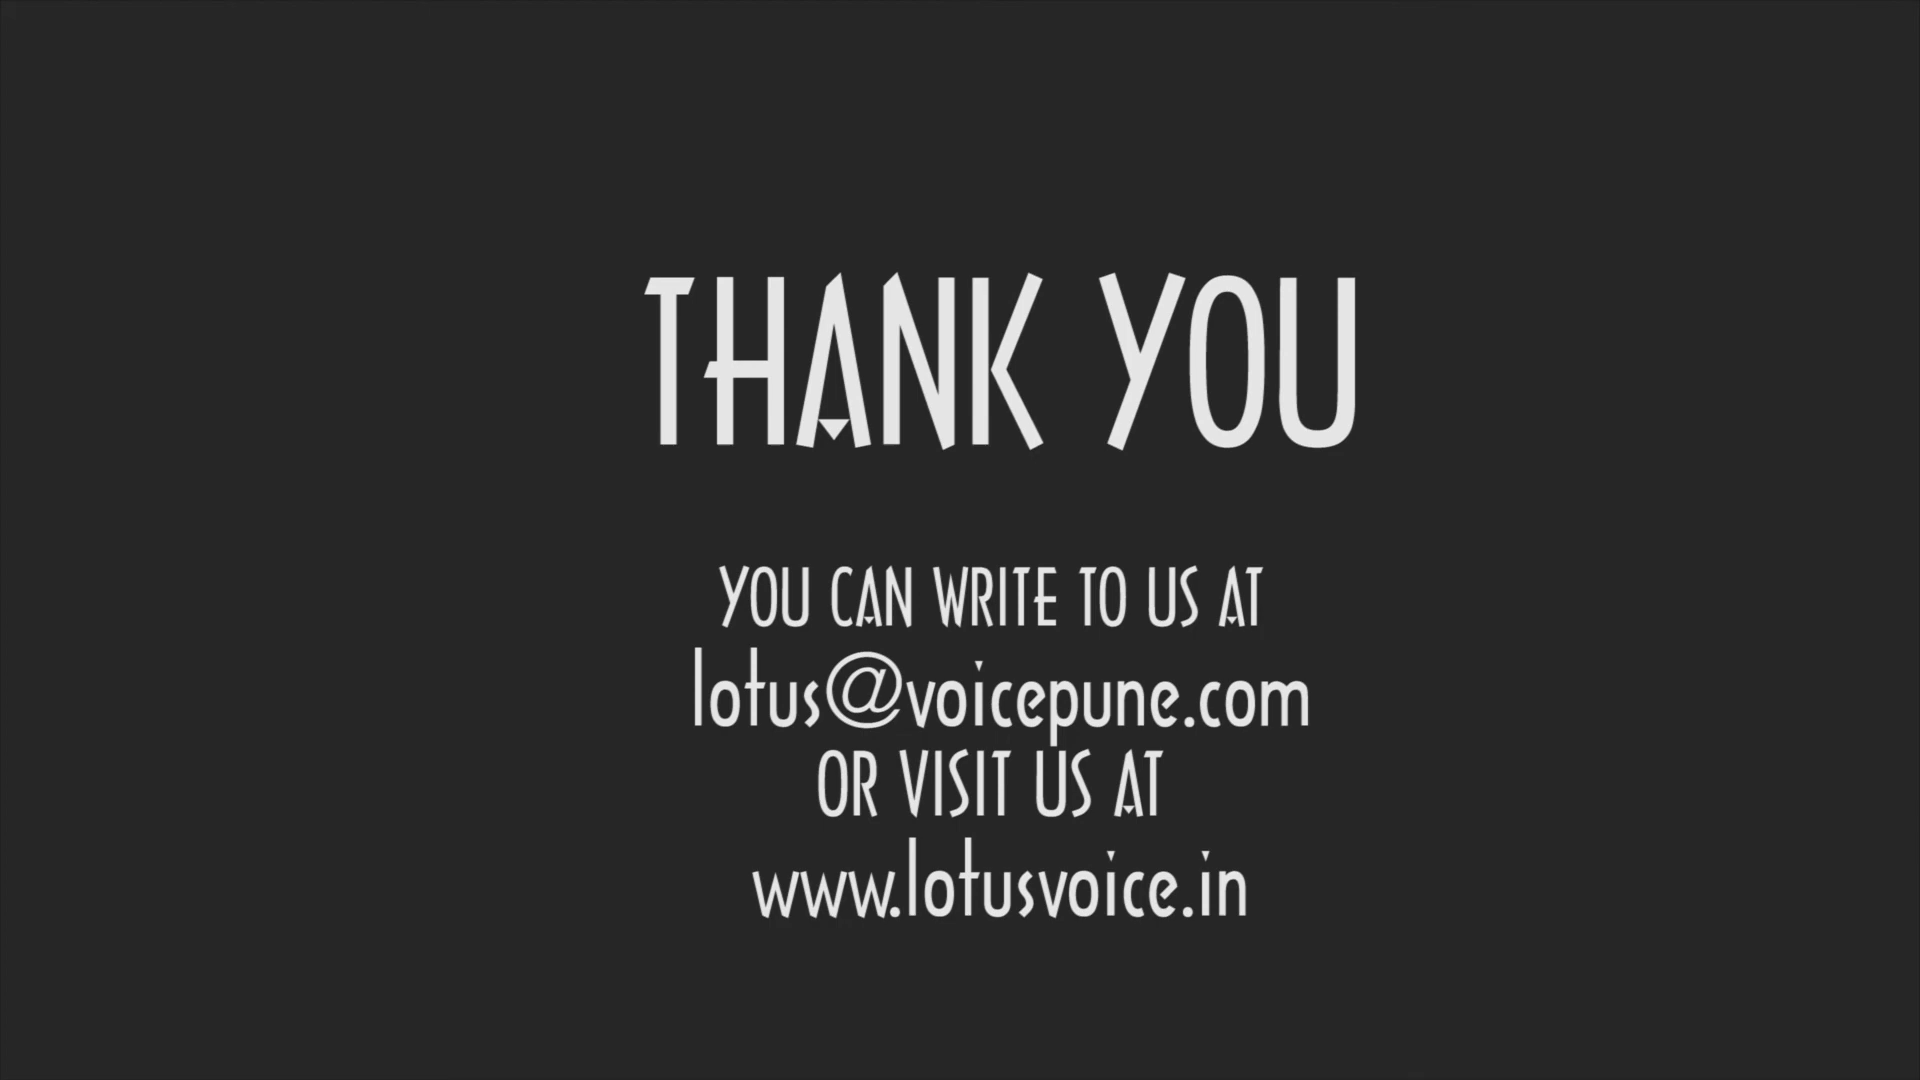 THANK YOU
YOU CAN WRITE TO US AT
lotus@voicepune.com
OR VISIT US AT
www.lotusvoice.in